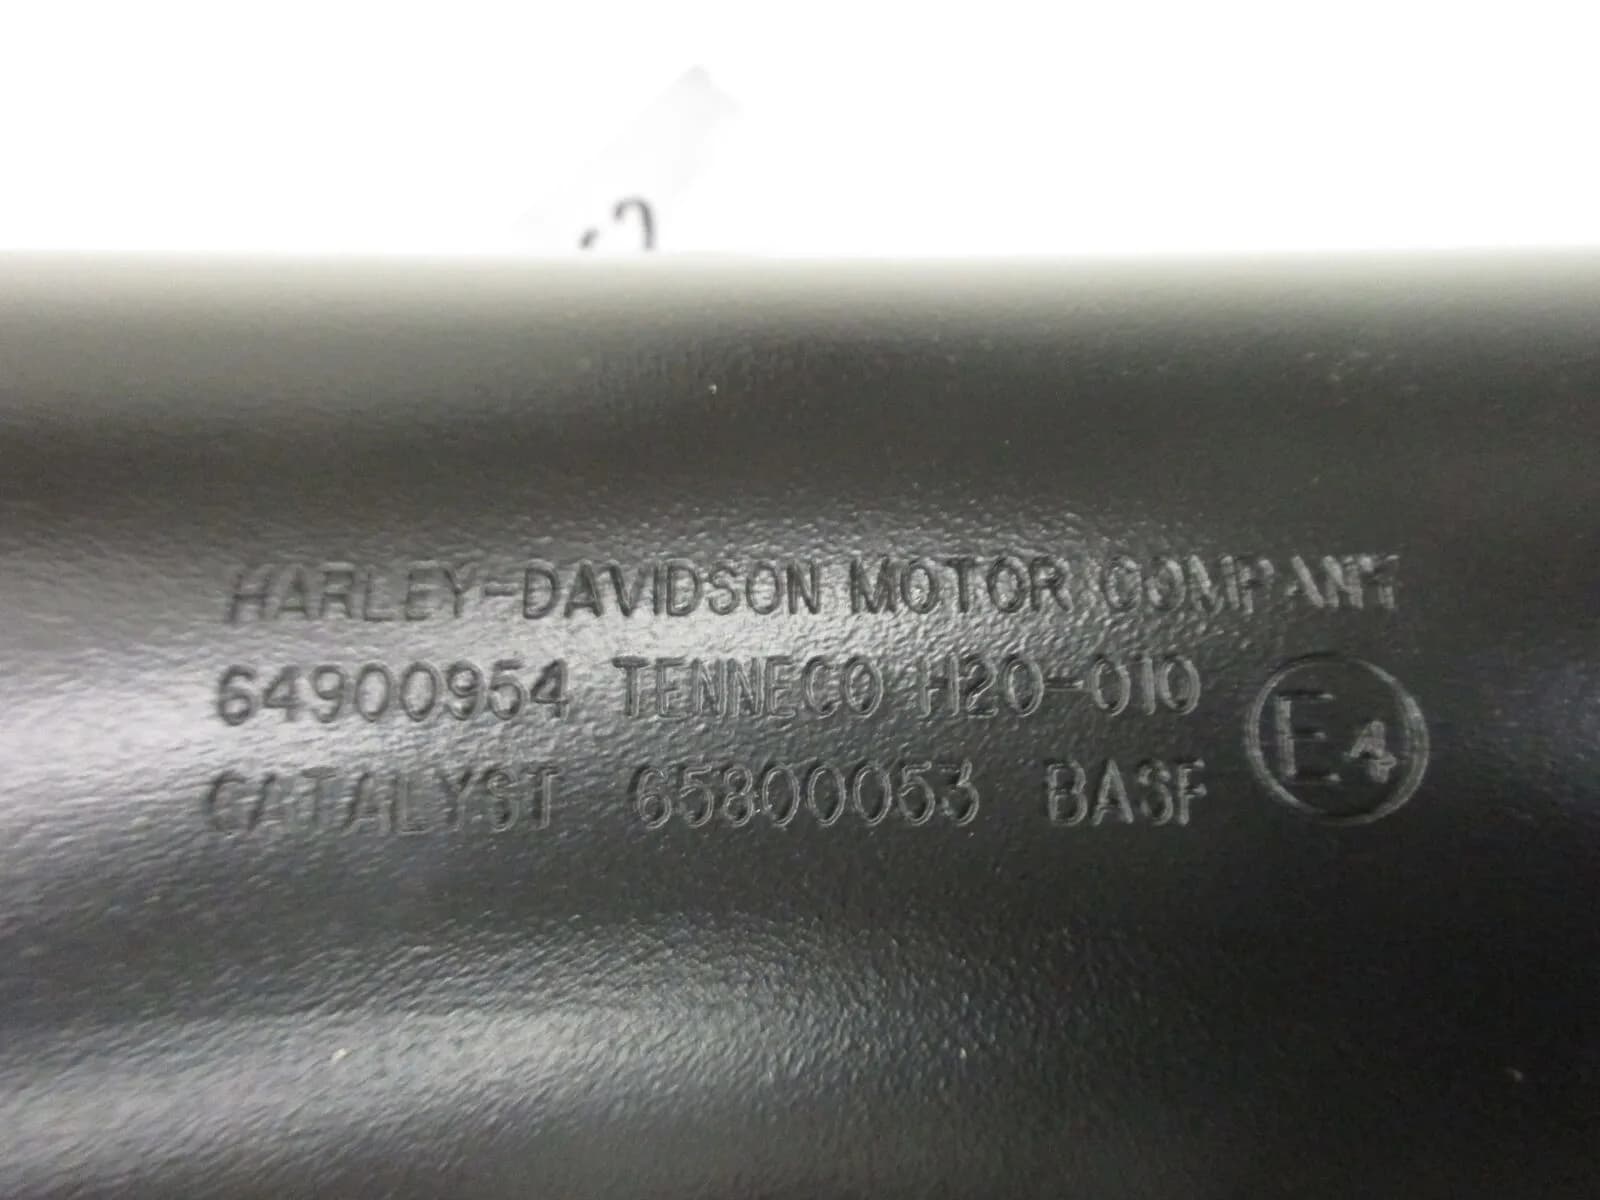 HARLEY-DAVIDSON MOTOR COMPANY
64900954 TENNECO H20-010
E4
CATALYST 65800053 BASF